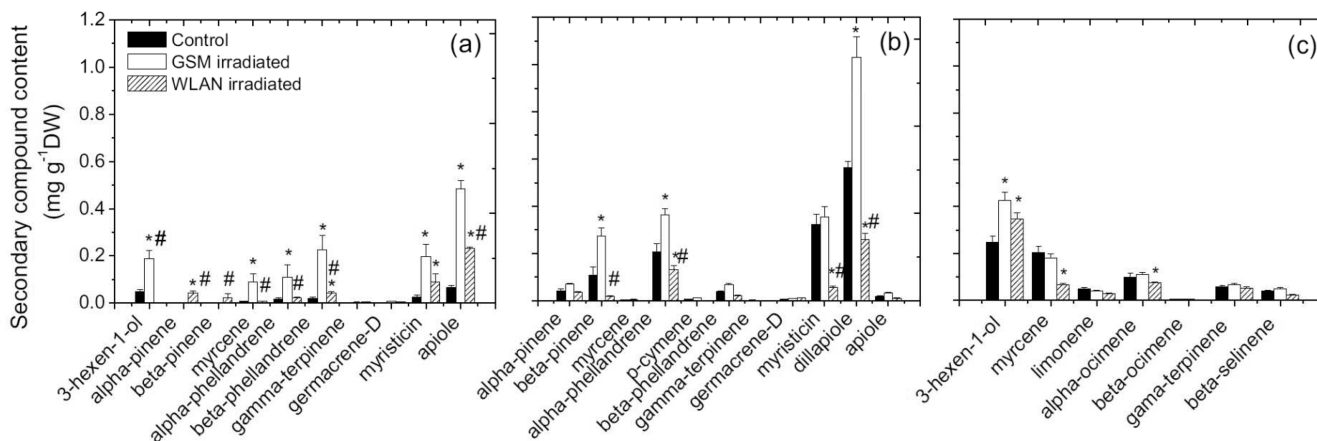 Secondary compound content
(mg g⁻¹DW)
1.2
1.0
0.8
0.6
0.4
0.2
0.0
Control
GSM irradiated
WLAN irradiated
(a)
* #
* #
#
* #
* #
* # *
* *
* * #
3-hexen-1-ol
alpha-pinene
beta-pinene
myrcene
alpha-phellandrene
beta-phellandrene
gamma-terpinene
germacrene-D
myristicin
apiole
(b)
* #
* * #
* #
* * #
alpha-pinene
beta-pinene
myrcene
alpha-phellandrene
p-cymene
beta-phellandrene
gamma-terpinene
germacrene-D
myristicin
dillapiole
apiole
(c)
* *
*
*
3-hexen-1-ol
myrcene
limonene
alpha-ocimene
beta-ocimene
gama-terpinene
beta-selinene